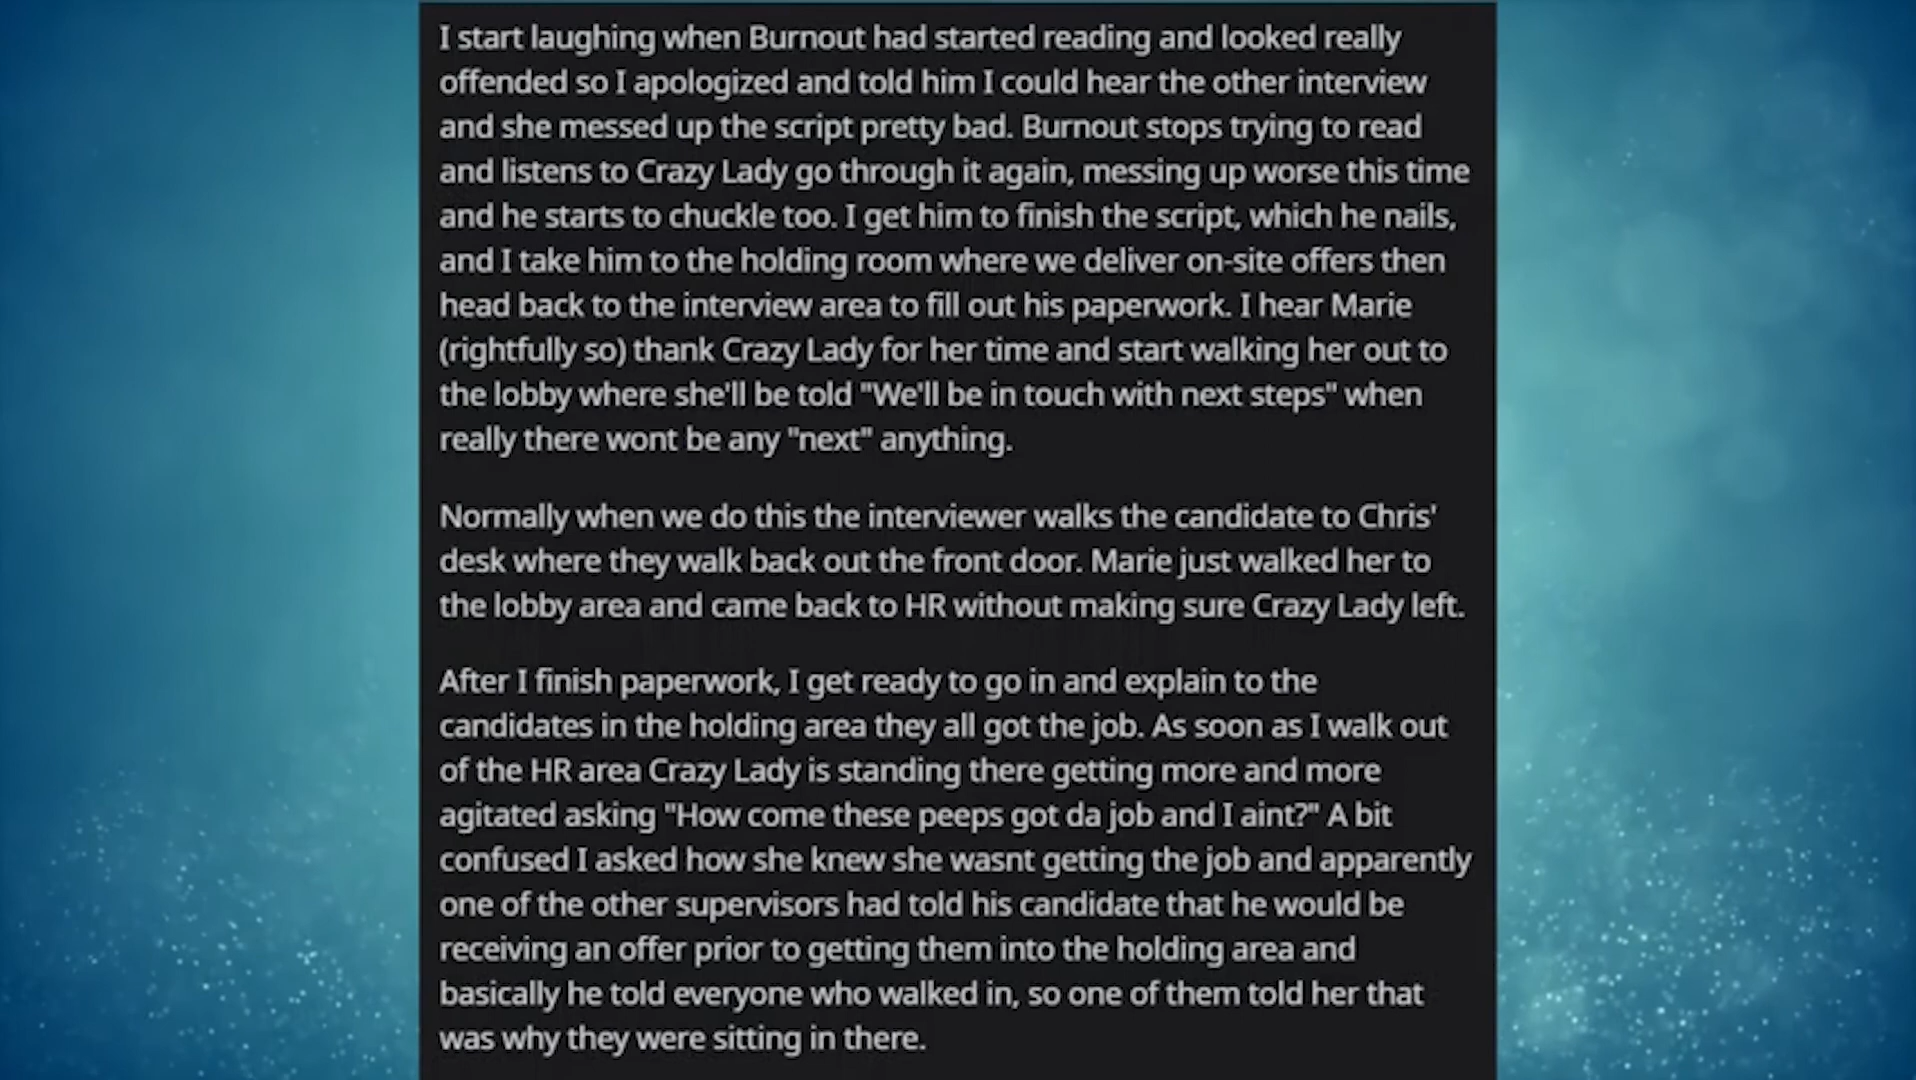 I start laughing when Burnout had started reading and looked really
offended so I apologized and told him I could hear the other interview
and she messed up the script pretty bad. Burnout stops trying to read
and listens to Crazy Lady go through it again, messing up worse this time
and he starts to chuckle too. I get him to finish the script, which he nails,
and I take him to the holding room where we deliver on-site offers then
head back to the interview area to fill out his paperwork. I hear Marie
(rightfully so) thank Crazy Lady for her time and start walking her out to
the lobby where she'll be told "We'll be in touch with next steps" when
really there wont be any "next" anything.
Normally when we do this the interviewer walks the candidate to Chris'
desk where they walk back out the front door. Marie just walked her to
the lobby area and came back to HR without making sure Crazy Lady left.
After I finish paperwork, I get ready to go in and explain to the
candidates in the holding area they all got the job. As soon as I walk out
of the HR area Crazy Lady is standing there getting more and more
agitated asking "How come these peeps got da job and I aint?" A bit
confused I asked how she knew she wasnt getting the job and apparently
one of the other supervisors had told his candidate that he would be
receiving an offer prior to getting them into the holding area and
basically he told everyone who walked in, so one of them told her that
was why they were sitting in there.